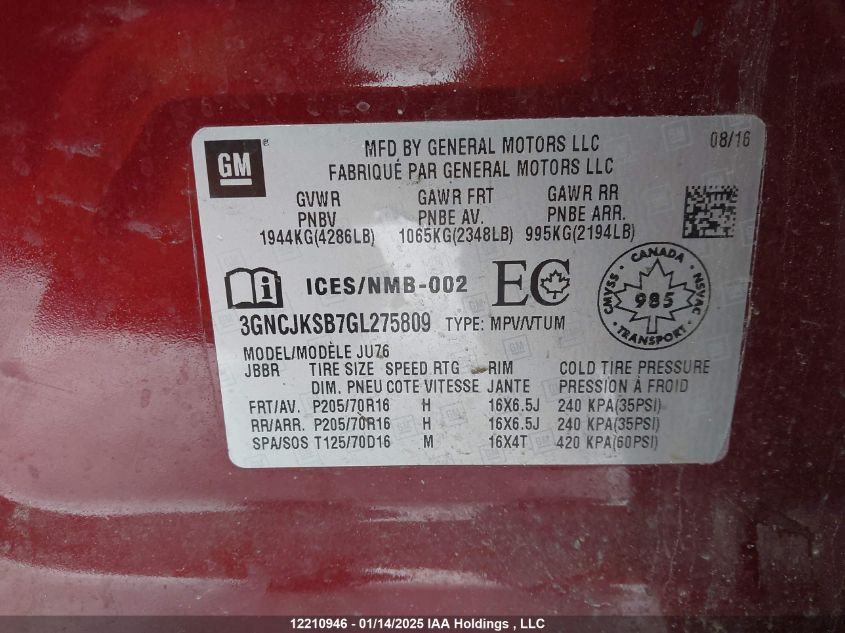 GM ®
MFD BY GENERAL MOTORS LLC 08/16
FABRIQUÉ PAR GENERAL MOTORS LLC
GVWR GAWR FRT GAWR RR
PNBV PNBE AV. PNBE ARR.
1944KG(4286LB) 1065KG(2348LB) 995KG(2194LB)
ICES/NMB-002 EC
CANADA
CMVSS 985 NSVAC
TRANSPORT
3GNCJKSB7GL275809 TYPE: MPV/VTUM
MODEL/MODÈLE JU76
JBBR TIRE SIZE SPEED RTG RIM COLD TIRE PRESSURE
DIM. PNEU COTE VITESSE JANTE PRESSION À FROID
FRT/AV. P205/70R16 H 16X6.5J 240 KPA(35PSI)
RR/ARR. P205/70R16 H 16X6.5J 240 KPA(35PSI)
SPA/SOS T125/70D16 M 16X4T 420 KPA(60PSI)
12210946 - 01/14/2025 IAA Holdings , LLC